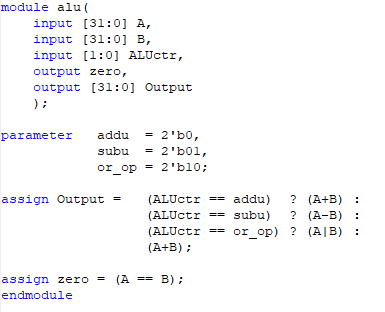 module alu(
    input [31:0] A,
    input [31:0] B,
    input [1:0] ALUctr,
    output zero,
    output [31:0] Output
    );
parameter   addu  = 2'b0,
            subu  = 2'b01,
            or_op = 2'b10;
assign Output =   (ALUctr == addu)  ? (A+B) :
                  (ALUctr == subu)  ? (A-B) :
                  (ALUctr == or_op) ? (A|B) :
                  (A+B);
assign zero = (A == B);
endmodule